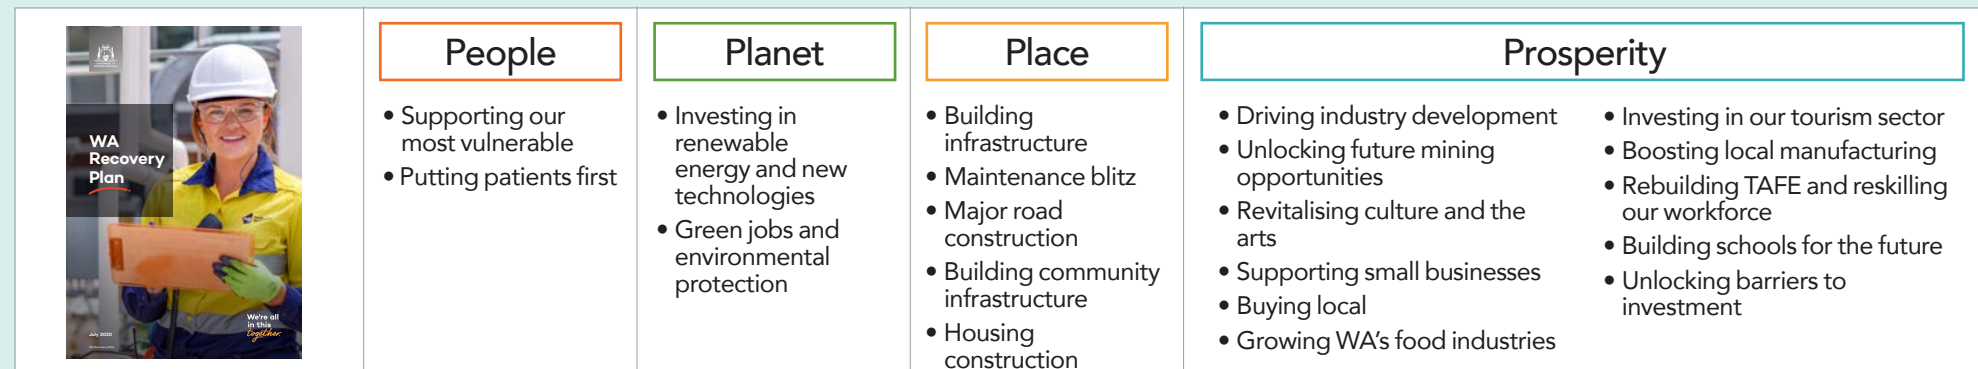 WA
Recovery
Plan
July 2020
We're all
in this
together.
People
• Supporting our
most vulnerable
• Putting patients first
Planet
• Investing in
renewable
energy and new
technologies
• Green jobs and
environmental
protection
Place
• Building
infrastructure
• Maintenance blitz
• Major road
construction
• Building community
infrastructure
• Housing
construction
Prosperity
• Driving industry development
• Unlocking future mining
opportunities
• Revitalising culture and the
arts
• Supporting small businesses
• Buying local
• Growing WA's food industries
• Investing in our tourism sector
• Boosting local manufacturing
• Rebuilding TAFE and reskilling
our workforce
• Building schools for the future
• Unlocking barriers to
investment